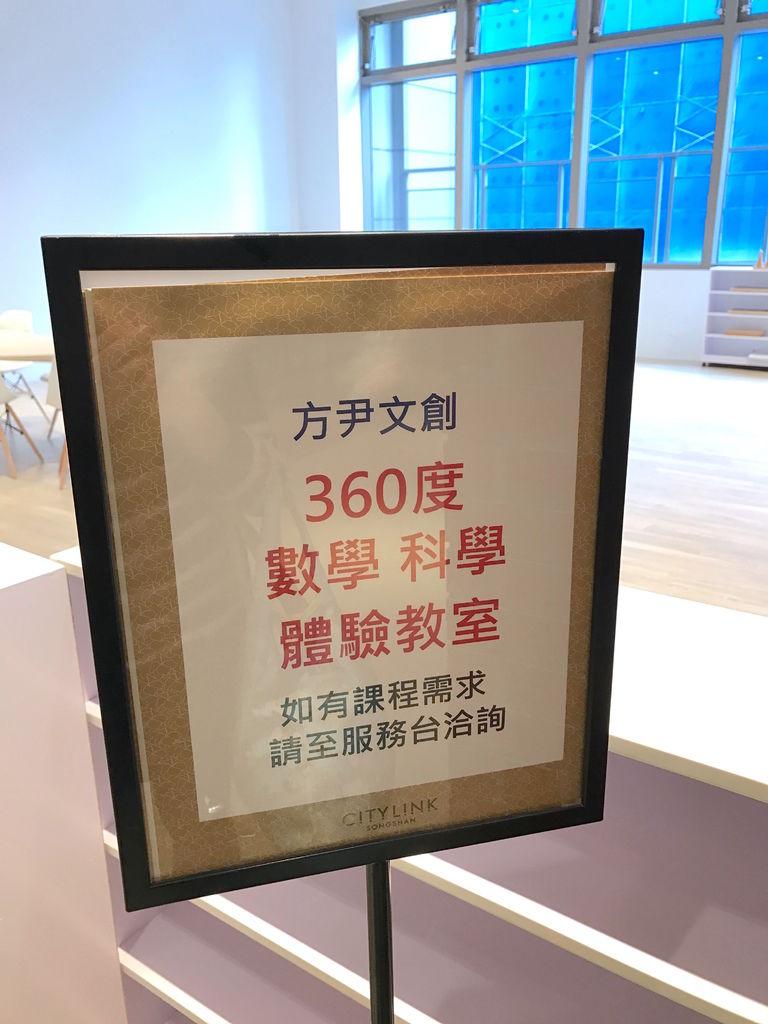 方尹文創
360度
數學 科學
體驗教室
如有課程需求
請至服務台洽詢
CITYLINK
SONGSHAN